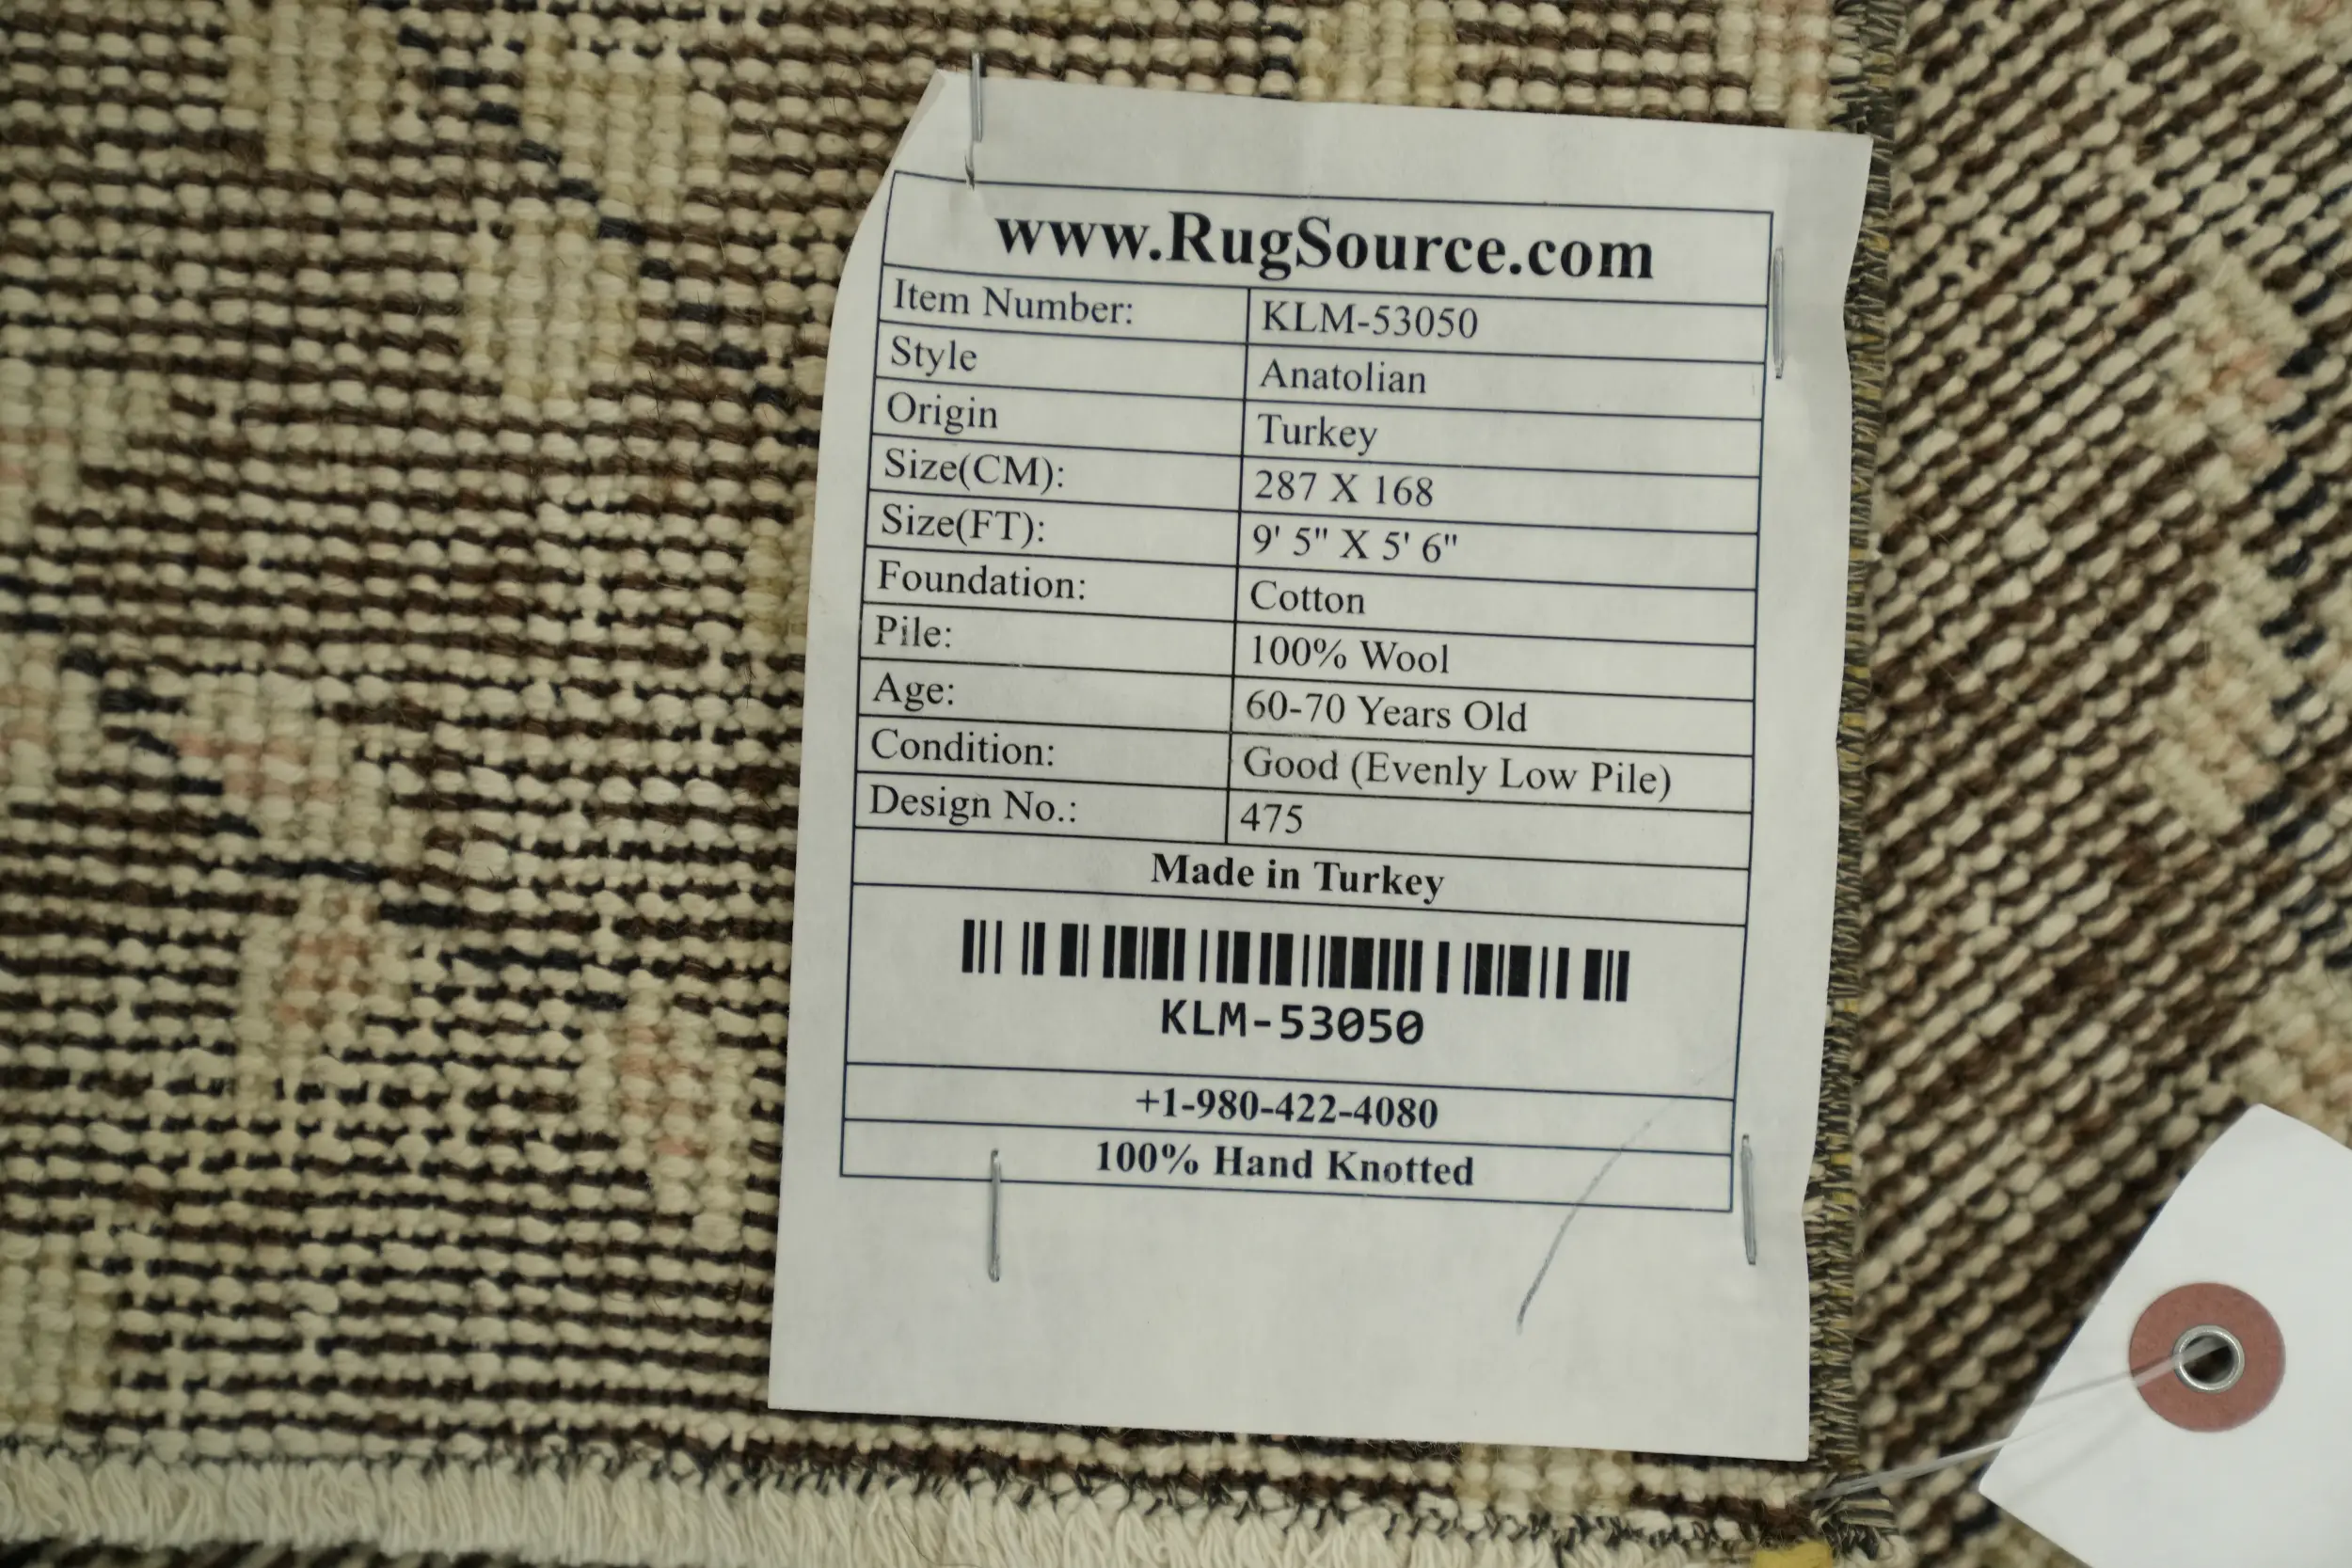 www.RugSource.com
Item Number: KLM-53050
Style Anatolian
Origin Turkey
Size(CM): 287 X 168
Size(FT): 9' 5" X 5' 6"
Foundation: Cotton
Pile: 100% Wool
Age: 60-70 Years Old
Condition: Good (Evenly Low Pile)
Design No.: 475
Made in Turkey
KLM-53050
+1-980-422-4080
100% Hand Knotted